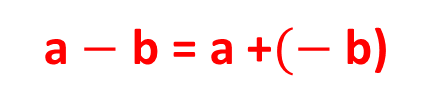 a − b = a +(− b)